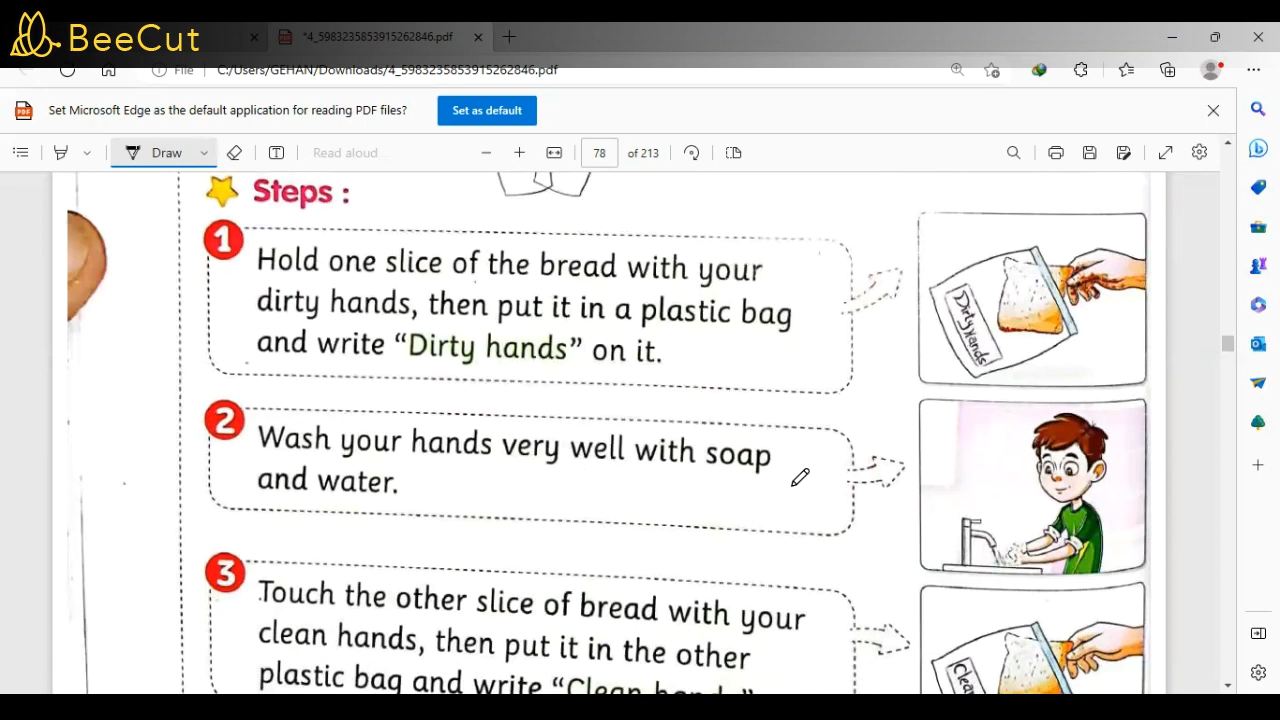 BeeCut
*4_5983235853915262846.pdf
File C:/Users/GEHAN/Downloads/4_5983235853915262846.pdf
Set Microsoft Edge as the default application for reading PDF files? Set as default
Draw Read aloud 78 of 213
Steps :
1 Hold one slice of the bread with your
dirty hands, then put it in a plastic bag
and write “Dirty hands” on it.
Dirty hands
2 Wash your hands very well with soap
and water.
3 Touch the other slice of bread with your
clean hands, then put it in the other
plastic bag and write “Clean hands”
Clean